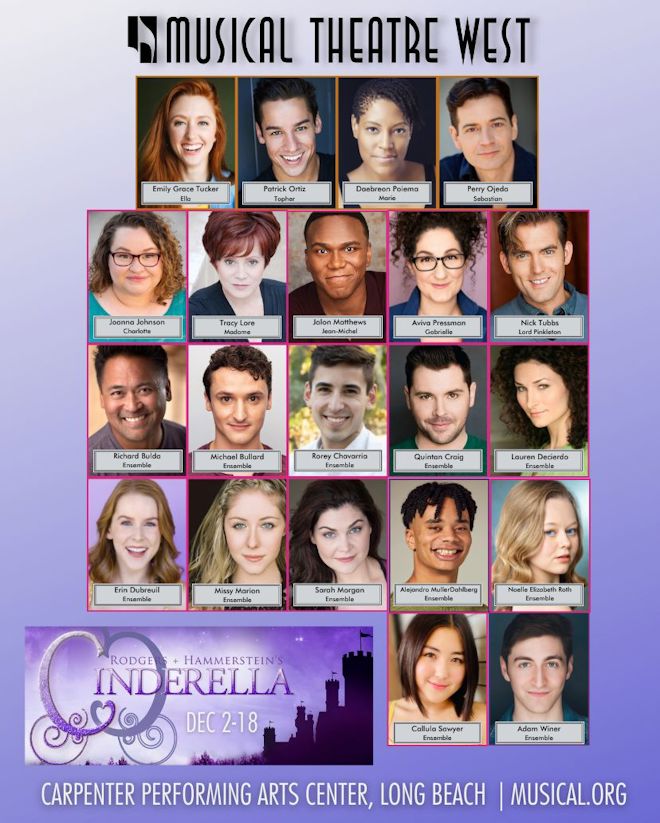 MUSICAL THEATRE WEST
Emily Grace Tucker
Ella
Patrick Ortiz
Topher
Daebreon Poiema
Marie
Perry Ojeda
Sebastian
Joanna Johnson
Charlotte
Tracy Lore
Madame
Jalon Matthews
Jean-Michel
Aviva Pressman
Gabrielle
Nick Tubbs
Lord Pinkleton
Richard Bulda
Ensemble
Michael Bullard
Ensemble
Rorey Chavarria
Ensemble
Quintan Craig
Ensemble
Lauren Decierdo
Ensemble
Erin Dubreuil
Ensemble
Missy Marion
Ensemble
Sarah Morgan
Ensemble
Alejandro MullerDahlberg
Ensemble
Noelle Elizabeth Roth
Ensemble
Callula Sawyer
Ensemble
Adam Winer
Ensemble
RODGERS + HAMMERSTEIN'S
CINDERELLA
DEC 2-18
CARPENTER PERFORMING ARTS CENTER, LONG BEACH | MUSICAL.ORG